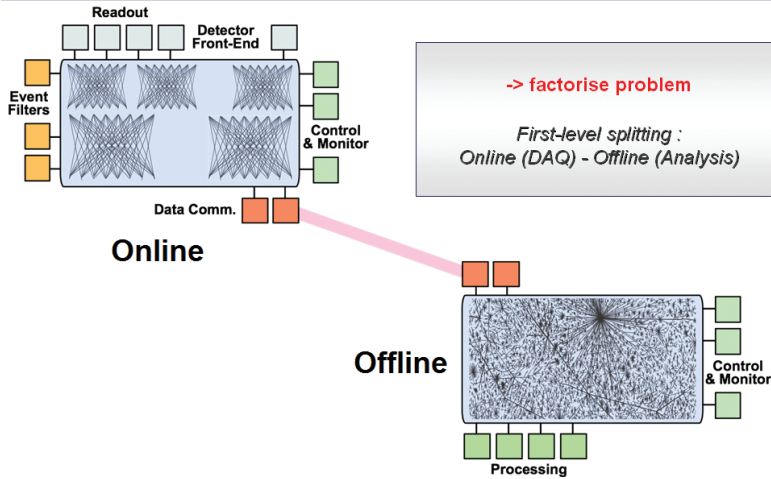 Readout
Detector
Front-End
Event
Filters
Control
& Monitor
Data Comm.
Online
-> factorise problem
First-level splitting :
Online (DAQ) - Offline (Analysis)
Offline
Control
& Monitor
Processing